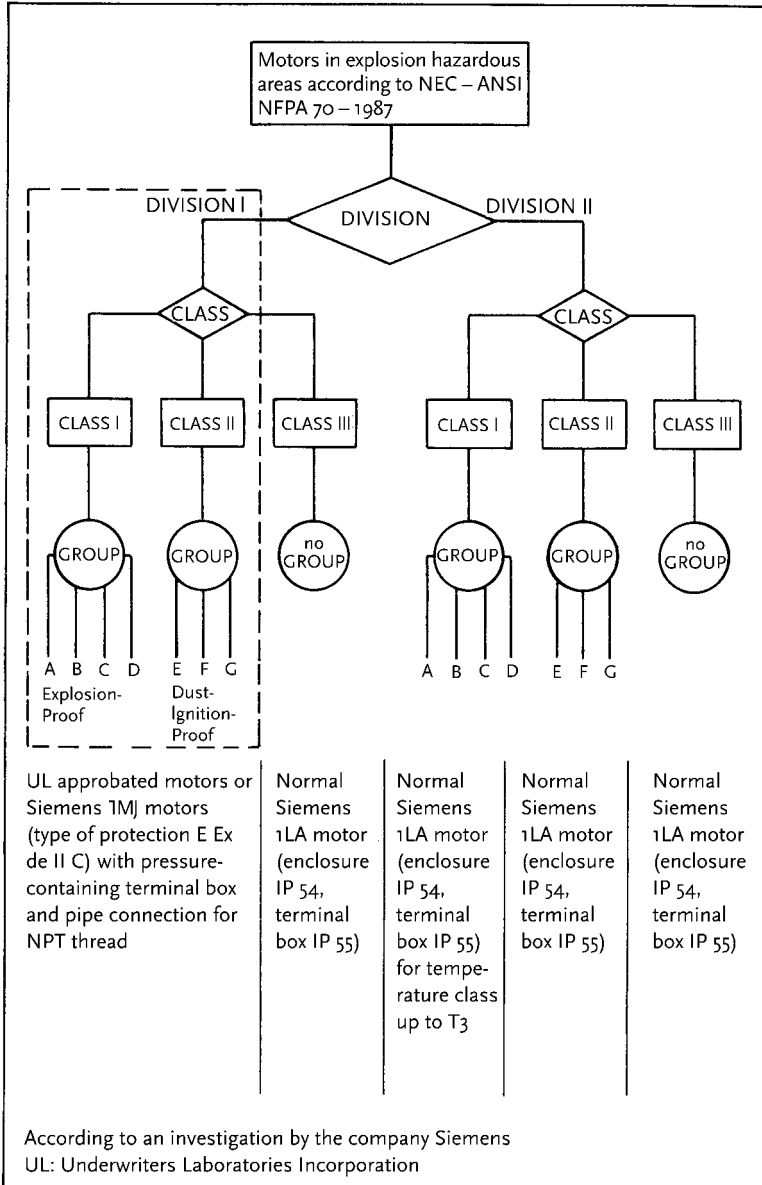 Motors in explosion hazardous
areas according to NEC – ANSI
NFPA 70 – 1987
DIVISION I
DIVISION
DIVISION II
CLASS
CLASS
CLASS I
CLASS II
CLASS III
CLASS I
CLASS II
CLASS III
GROUP
GROUP
no
GROUP
GROUP
GROUP
no
GROUP
A B C D
E F G
A B C D
E F G
Explosion-
Proof
Dust-
Ignition-
Proof
UL approbated motors or
Siemens 1MJ motors
(type of protection E Ex
de II C) with pressure-
containing terminal box
and pipe connection for
NPT thread
Normal
Siemens
1LA motor
(enclosure
IP 54,
terminal
box IP 55)
Normal
Siemens
1LA motor
(enclosure
IP 54,
terminal
box IP 55)
for tempe-
rature class
up to T3
Normal
Siemens
1LA motor
(enclosure
IP 54,
terminal
box IP 55)
Normal
Siemens
1LA motor
(enclosure
IP 54,
terminal
box IP 55)
According to an investigation by the company Siemens
UL: Underwriters Laboratories Incorporation